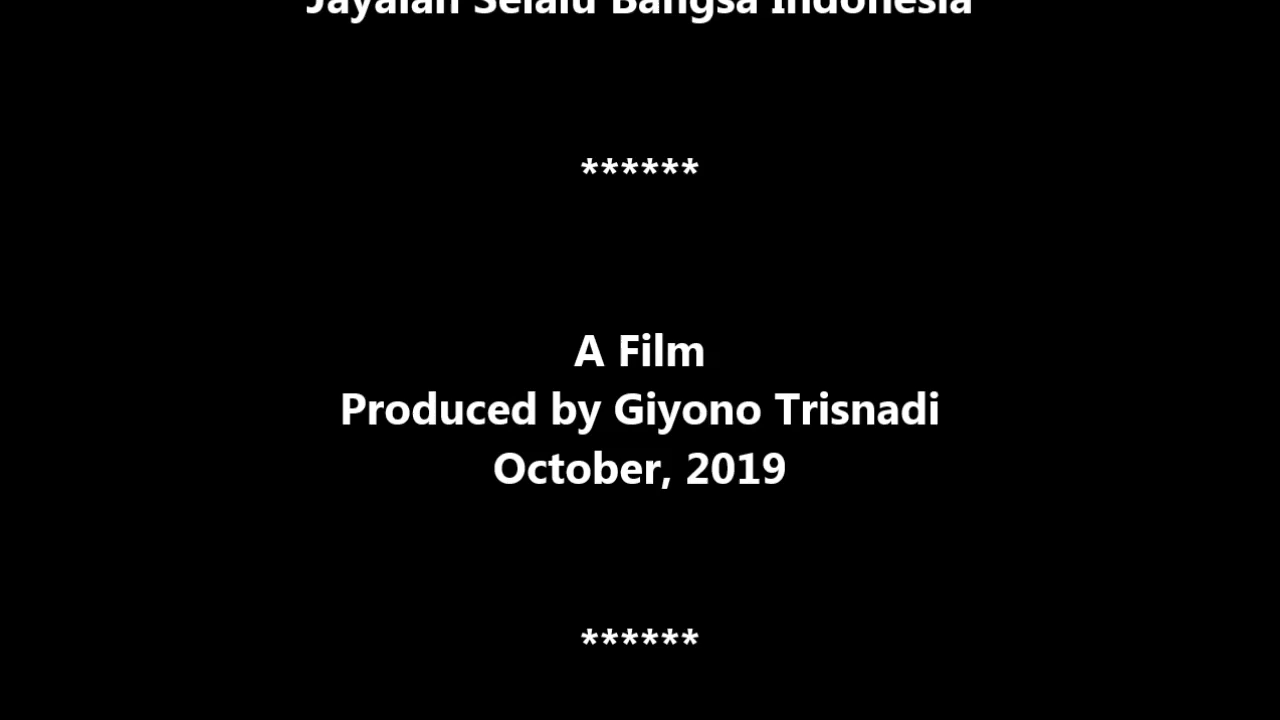 Jayalah Selalu Bangsa Indonesia
******
A Film
Produced by Giyono Trisnadi
October, 2019
******